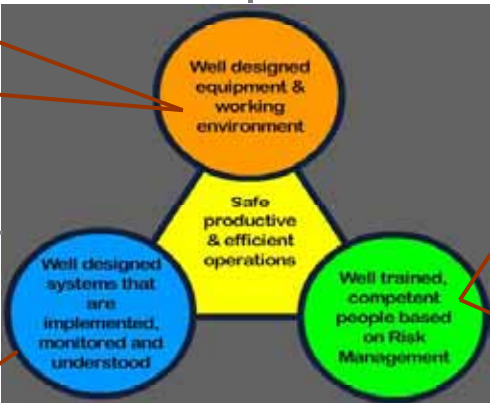 Well designed
equipment &
working
environment
Safe
productive
& efficient
operations
Well designed
systems that
are
implemented,
monitored and
understood
Well trained,
competent
people based
on Risk
Management